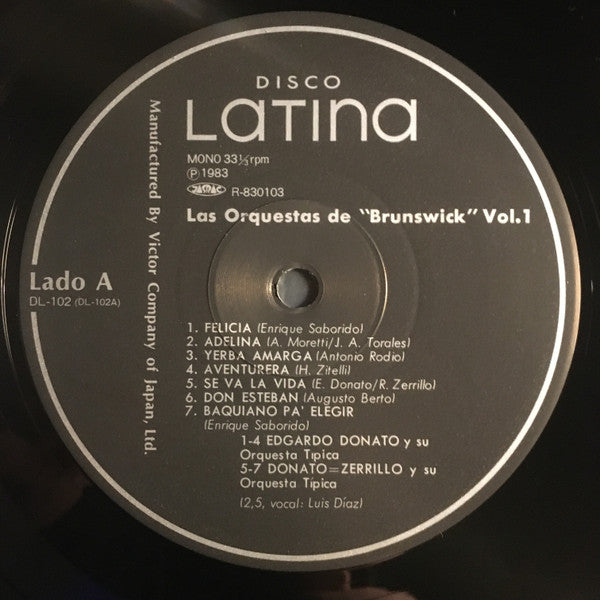 DISCO
LaTina
MONO 33⅓rpm
Ⓟ1983
R-830103
Las Orquestas de "Brunswick" Vol.1
Lado A
DL-102 (DL-102A)
1. FELICIA (Enrique Saborido)
2. ADELINA (A. Moretti/J. A. Torales)
3. YERBA AMARGA (Antonio Rodio)
4. AVENTURERA (H. Zitelli)
5. SE VA LA VIDA (E. Donato/R. Zerrillo)
6. DON ESTEBAN (Augusto Berto)
7. BAQUIANO PA' ELEGIR
(Enrique Saborido)
1-4 EDGARDO DONATO y su
Orquesta Típica
5-7 DONATO=ZERRILLO y su
Orquesta Típica
(2,5, vocal: Luis Díaz)
Manufactured By Victor Company of Japan, Ltd.